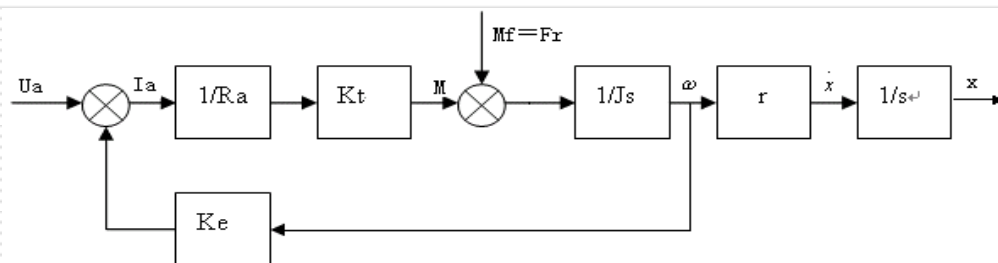 Mf＝Fr
Ua
Ia
1/Ra
Kt
M
1/Js
ω
r
ẋ
1/s↵
x
Ke